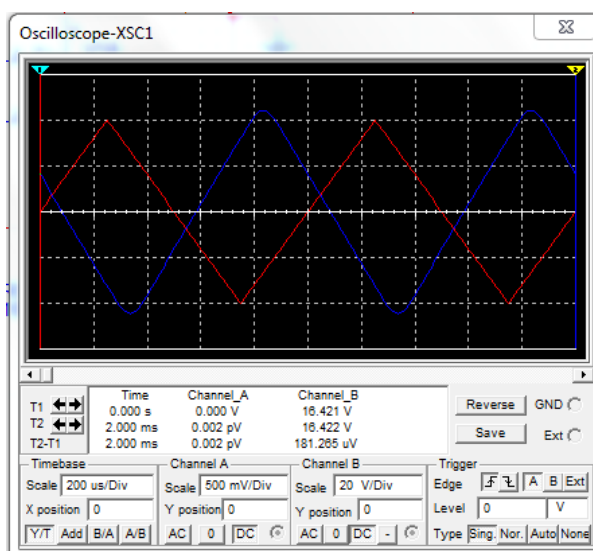 Oscilloscope-XSC1
1 2
Time Channel_A Channel_B
T1 0.000 s 0.000 V 16.421 V
T2 2.000 ms 0.002 pV 16.422 V
T2-T1 2.000 ms 0.002 pV 181.265 uV
Reverse GND
Save Ext
Timebase Channel A Channel B Trigger
Scale 200 us/Div Scale 500 mV/Div Scale 20 V/Div Edge A B Ext
X position 0 Y position 0 Y position 0 Level 0 V
Y/T Add B/A A/B AC 0 DC AC 0 DC - Type Sing. Nor. Auto None